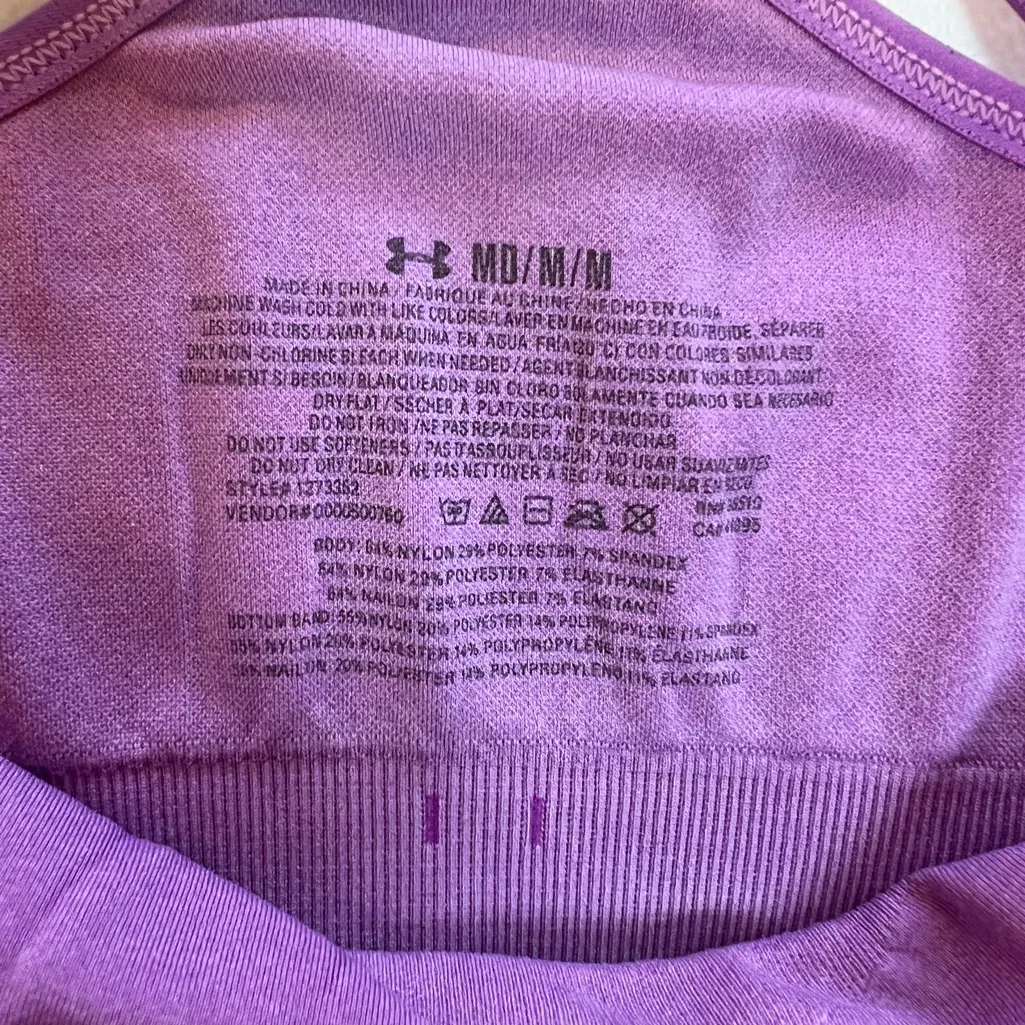 MD/M/M
MADE IN CHINA / FABRIQUE AU CHINE / HECHO EN CHINA
MACHINE WASH COLD WITH LIKE COLORS/LAVER EN MACHINE EN EAU FROIDE, SÉPARER
LES COULEURS/LAVAR A MAQUINA EN AGUA FRIA CON COLORES SIMILARES
ONLY NON-CHLORINE BLEACH WHEN NEEDED / AGENT BLANCHISSANT NON DÉCOLORANT
UNIQUEMENT SI BESOIN / BLANQUEADOR SIN CLORO SOLAMENTE CUANDO SEA NECESSARIO
DRY FLAT / SÉCHER À PLAT/SECAR EXTENDIDO
DO NOT IRON / NE PAS REPASSER / NO PLANCHAR
DO NOT USE SOFTENERS / PAS D'ASSOUPLISSEUR / NO USAR SUAVIZANTES
DO NOT DRY CLEAN / NE PAS NETTOYER À SEC / NO LIMPIAR EN SECO
STYLE# 1273352
VENDOR# 0000500760
RN#
CA#
BODY: 64% NYLON 29% POLYESTER 7% SPANDEX
64% NYLON 29% POLYESTER 7% ELASTHANNE
64% NAILON 29% POLIESTER 7% ELASTANO
BOTTOM BAND: 55% NYLON 20% POLYESTER 14% POLYPROPYLENE 11% SPANDEX
55% NYLON 20% POLYESTER 14% POLYPROPYLENE 11% ELASTHANNE
55% NAILON 20% POLYESTER 14% POLYPROPYLENO 11% ELASTANO